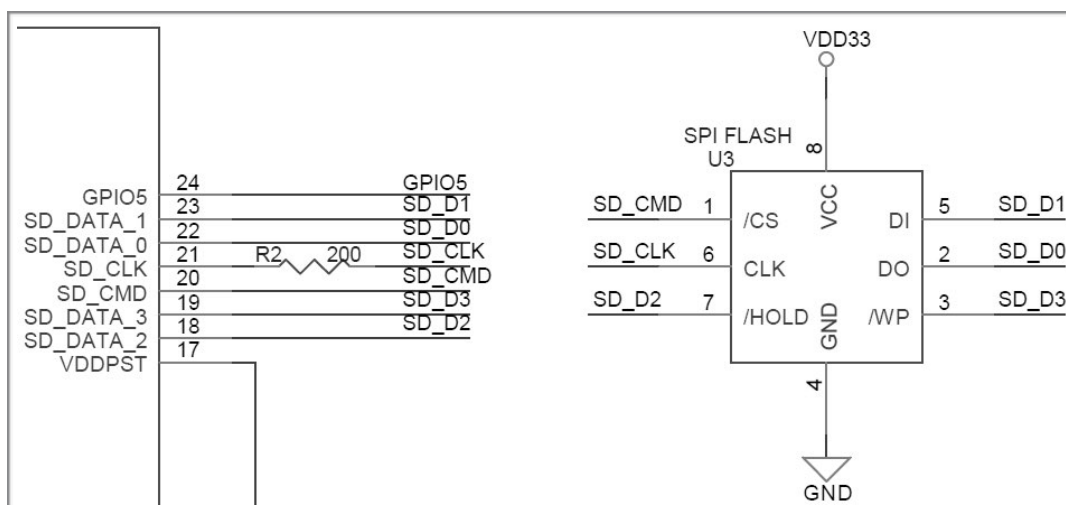 VDD33
SPI FLASH
U3
8
24
GPIO5
GPIO5
23
SD_D1
SD_DATA_1
22
SD_D0
SD_DATA_0
21
R2
200
SD_CLK
SD_CLK
20
SD_CMD
SD_CMD
19
SD_D3
SD_DATA_3
18
SD_D2
SD_DATA_2
17
VDDPST
SD_CMD
1
/CS
VCC
DI
5
SD_D1
SD_CLK
6
CLK
DO
2
SD_D0
SD_D2
7
/HOLD
GND
/WP
3
SD_D3
4
GND